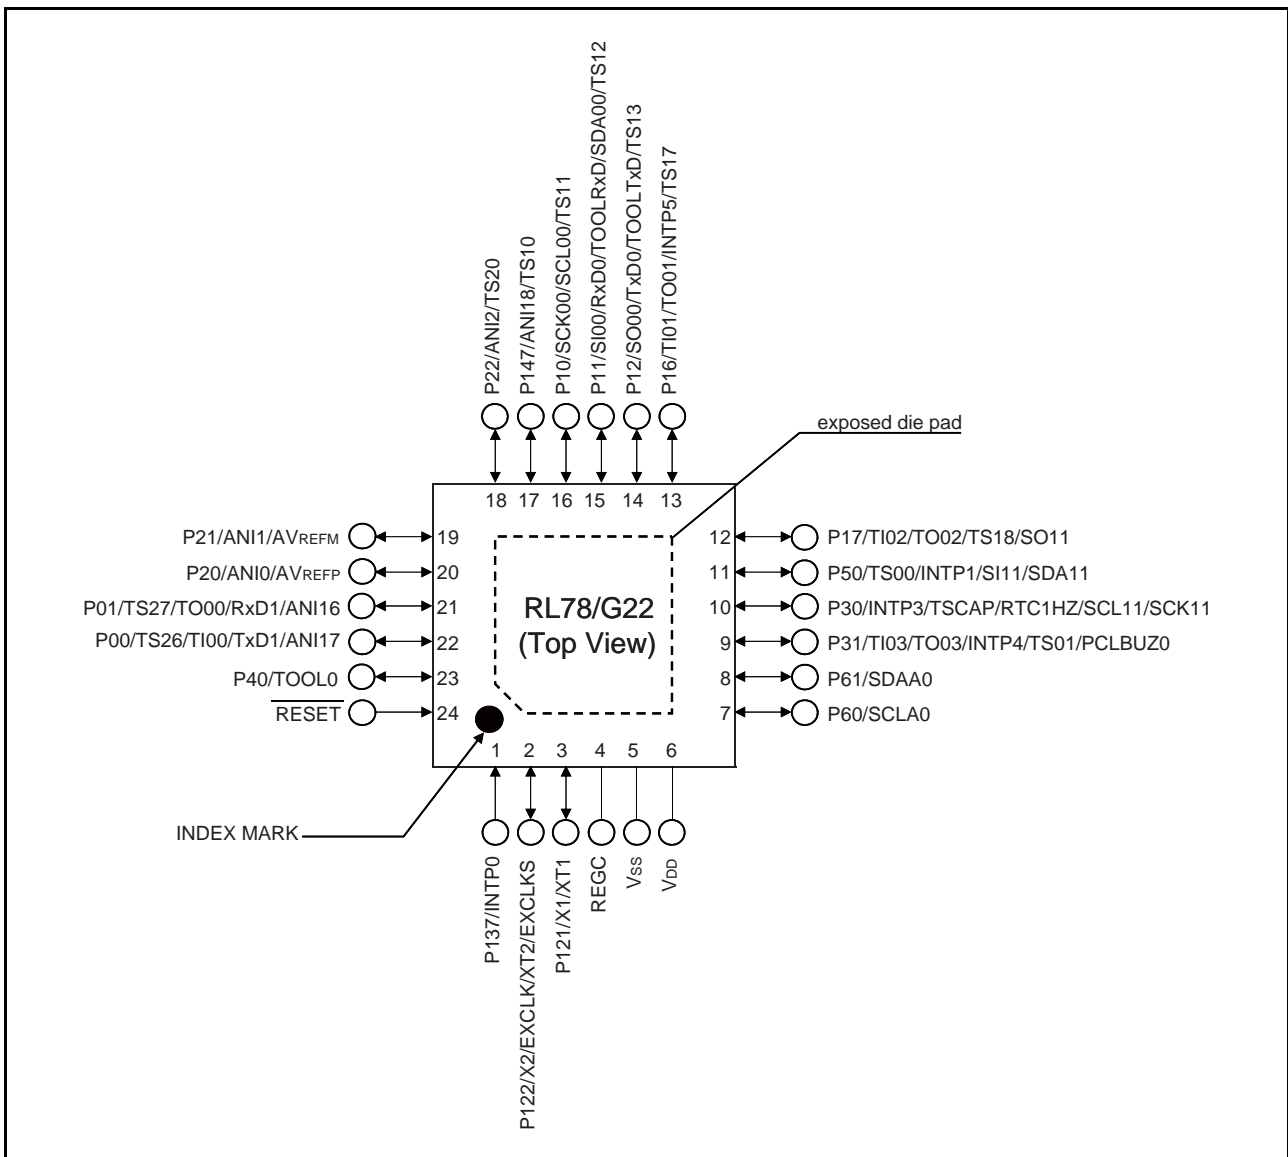 P22/ANI2/TS20
P147/ANI18/TS10
P10/SCK00/SCL00/TS11
P11/SI00/RxD0/TOOLRxD/SDA00/TS12
P12/SO00/TxD0/TOOLTxD/TS13
P16/TI01/TO01/INTP5/TS17
exposed die pad
18 17 16 15 14 13
P21/ANI1/AVREFM 19
P20/ANI0/AVREFP 20
P01/TS27/TO00/RxD1/ANI16 21
P00/TS26/TI00/TxD1/ANI17 22
P40/TOOL0 23
RESET 24
RL78/G22
(Top View)
12 P17/TI02/TO02/TS18/SO11
11 P50/TS00/INTP1/SI11/SDA11
10 P30/INTP3/TSCAP/RTC1HZ/SCL11/SCK11
9 P31/TI03/TO03/INTP4/TS01/PCLBUZ0
8 P61/SDAA0
7 P60/SCLA0
1 2 3 4 5 6
INDEX MARK
P137/INTP0
P122/X2/EXCLK/XT2/EXCLKS
P121/X1/XT1
REGC
VSS
VDD